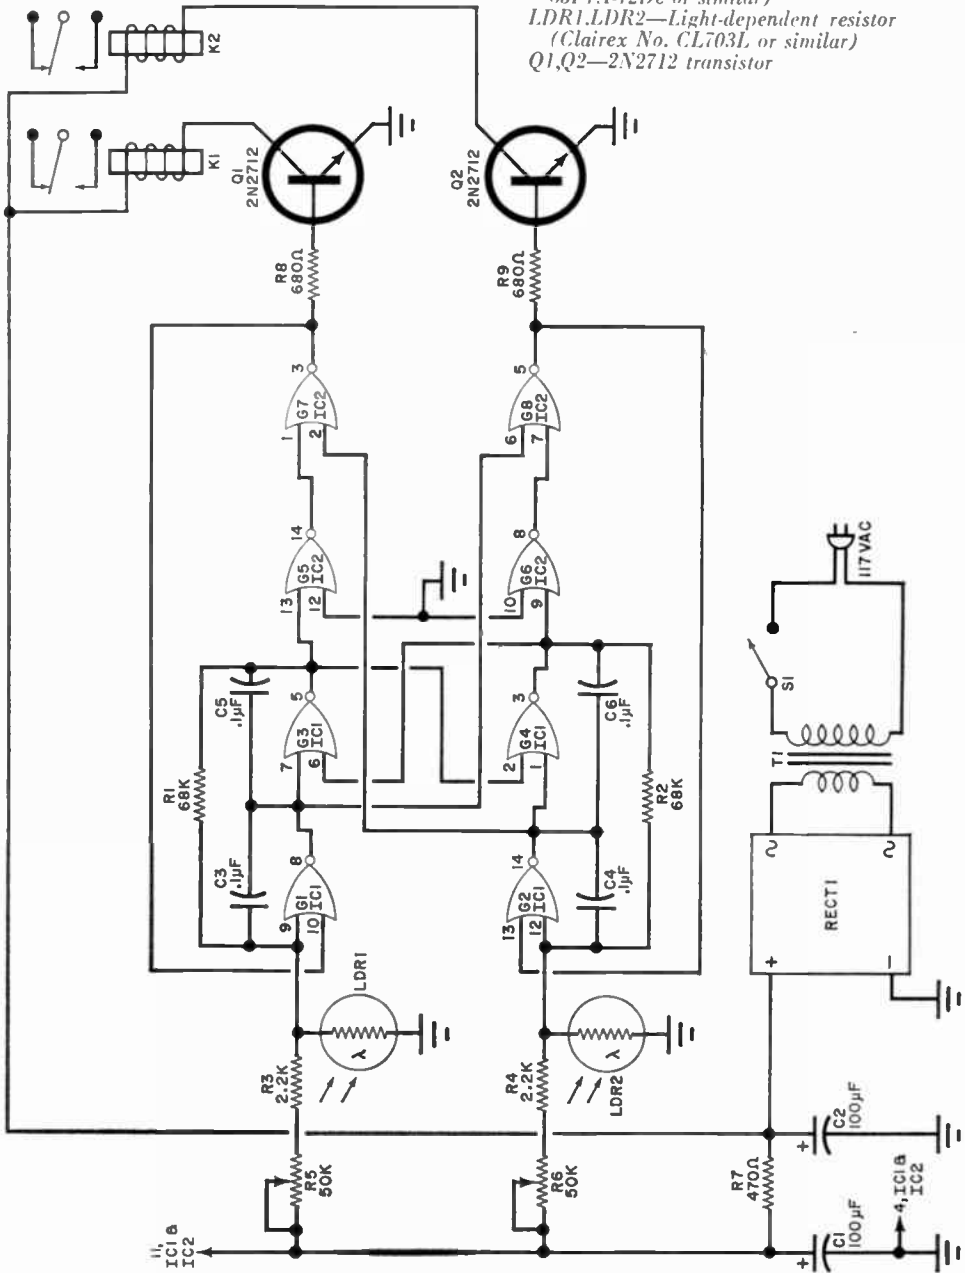 or similar)
LDR1,LDR2—Light-dependent resistor
(Clairex No. CL703L or similar)
Q1,Q2—2N2712 transistor
K2
K1
Q1
2N2712
Q2
2N2712
R8
680Ω
R9
680Ω
3
G7
IC2
1
2
5
G8
IC2
6
7
14
G5
IC2
13
12
8
G6
IC2
10
9
R1
68K
C5
.1µF
5
G3
IC1
7
6
3
G4
IC1
2
1
C6
.1µF
R2
68K
C3
.1µF
8
G1
IC1
9
10
14
G2
IC1
13
12
C4
.1µF
LDR1
λ
R3
2.2K
LDR2
λ
R4
2.2K
R5
50K
R6
50K
11,
IC1 &
IC2
117VAC
S1
T1
RECT1
+
−
R7
470Ω
+
C2
100µF
+
C1
100µF
4, IC1 &
IC2